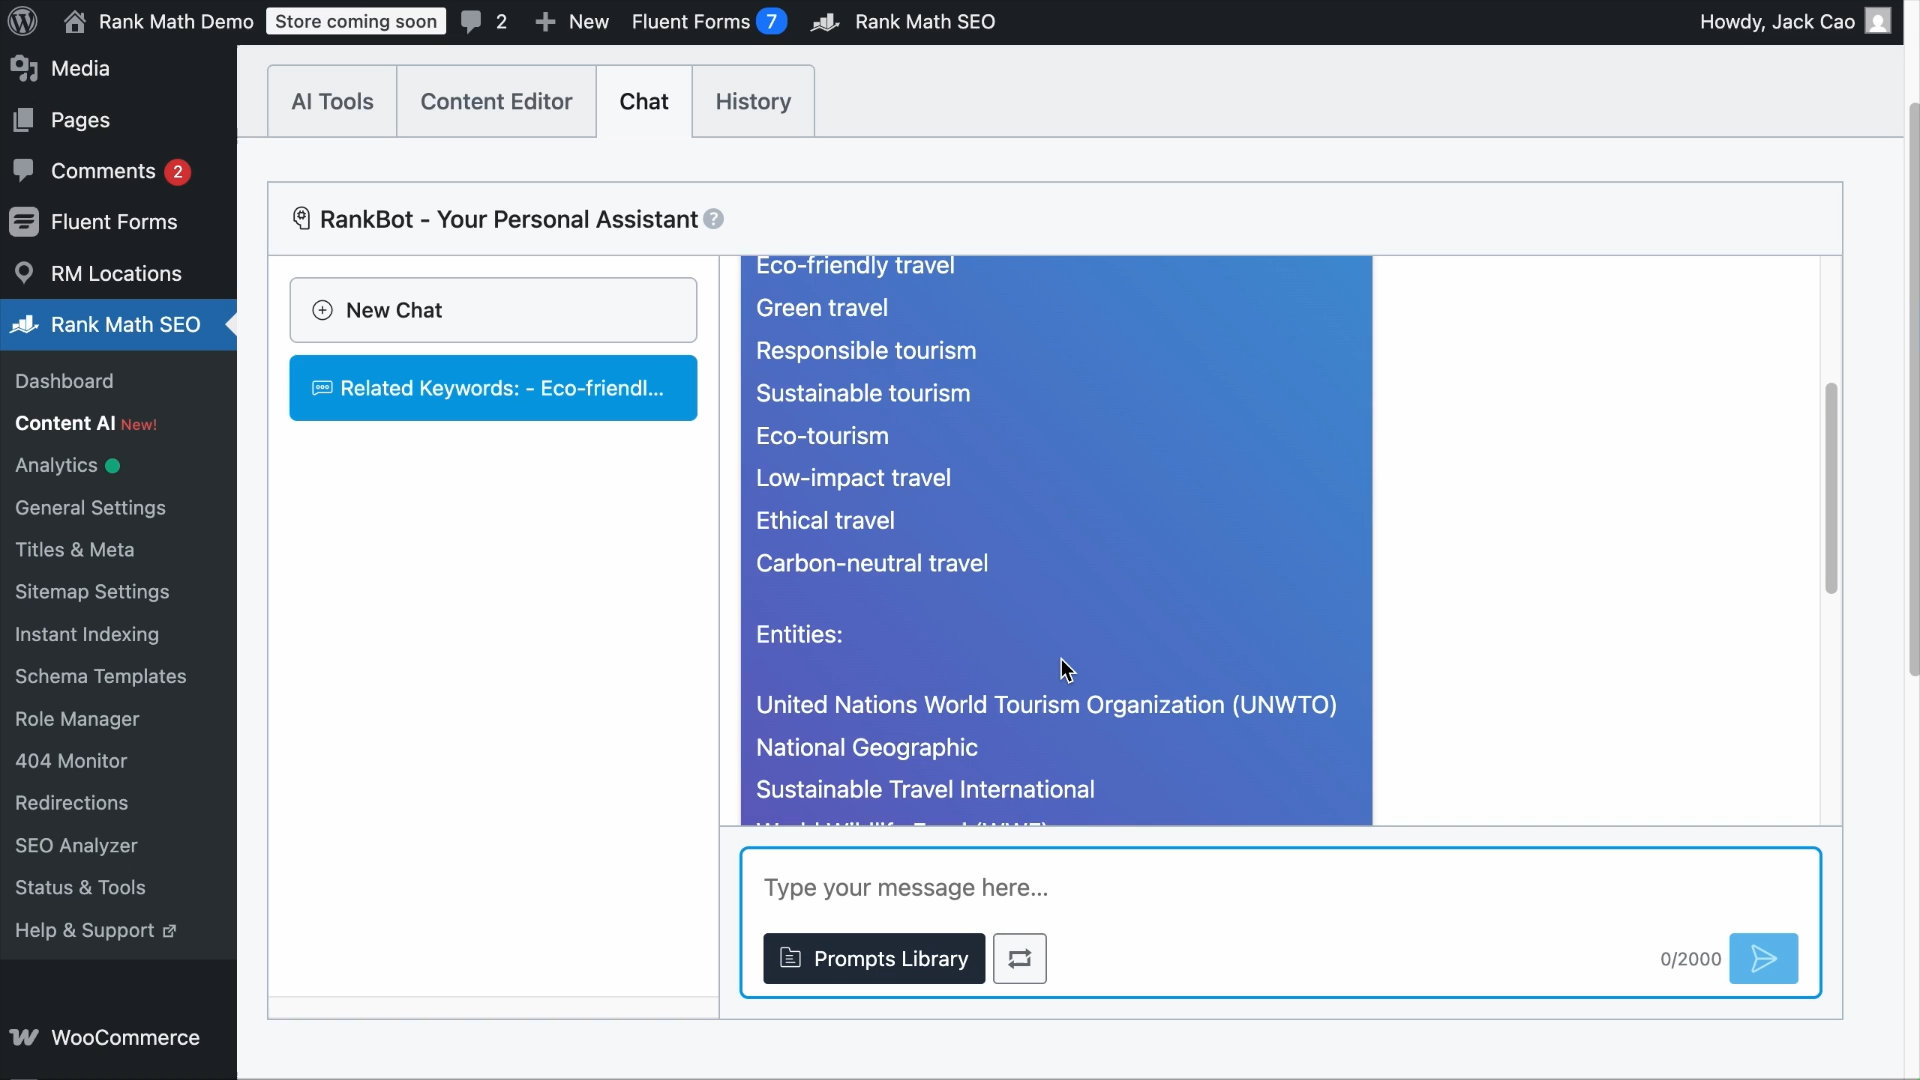 Rank Math Demo
Store coming soon
2
New
Fluent Forms 7
Rank Math SEO
Howdy, Jack Cao
Media
Pages
Comments 2
Fluent Forms
RM Locations
Rank Math SEO
Dashboard
Content AI New!
Analytics
General Settings
Titles & Meta
Sitemap Settings
Instant Indexing
Schema Templates
Role Manager
404 Monitor
Redirections
SEO Analyzer
Status & Tools
Help & Support
WooCommerce
AI Tools
Content Editor
Chat
History
RankBot - Your Personal Assistant ?
New Chat
Related Keywords: - Eco-friendl...
Eco-friendly travel
Green travel
Responsible tourism
Sustainable tourism
Eco-tourism
Low-impact travel
Ethical travel
Carbon-neutral travel
Entities:
United Nations World Tourism Organization (UNWTO)
National Geographic
Sustainable Travel International
Type your message here...
Prompts Library
0/2000